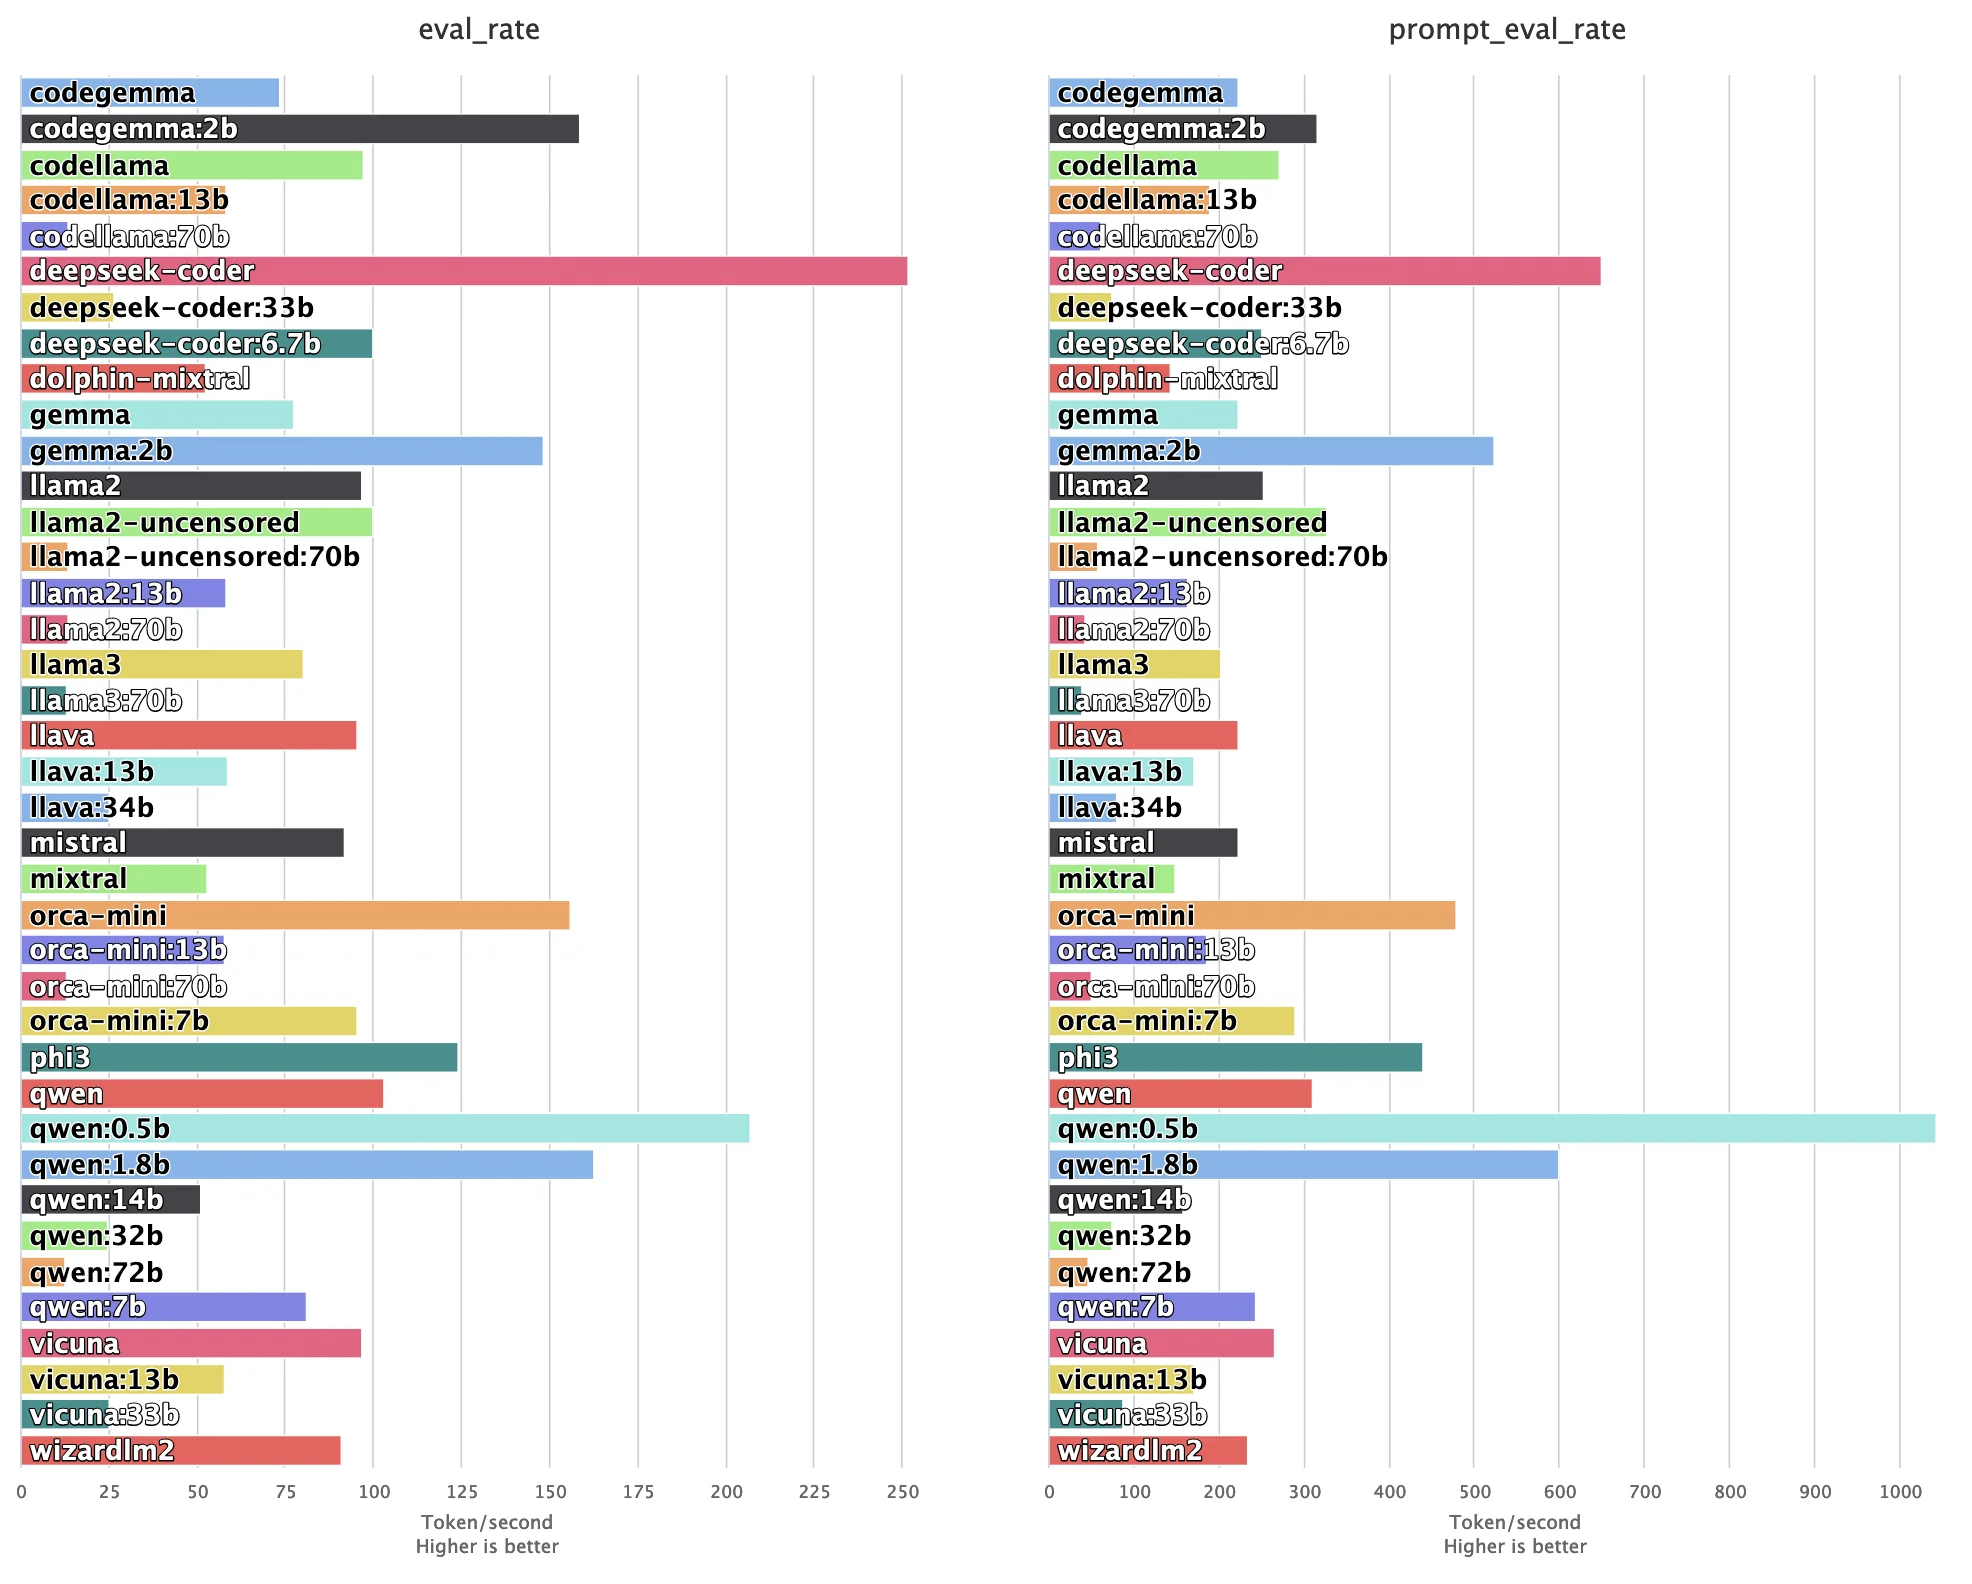 eval_rate
codegemma
codegemma:2b
codellama
codellama:13b
codellama:70b
deepseek-coder
deepseek-coder:33b
deepseek-coder:6.7b
dolphin-mixtral
gemma
gemma:2b
llama2
llama2-uncensored
llama2-uncensored:70b
llama2:13b
llama2:70b
llama3
llama3:70b
llava
llava:13b
llava:34b
mistral
mixtral
orca-mini
orca-mini:13b
orca-mini:70b
orca-mini:7b
phi3
qwen
qwen:0.5b
qwen:1.8b
qwen:14b
qwen:32b
qwen:72b
qwen:7b
vicuna
vicuna:13b
vicuna:33b
wizardlm2
0 25 50 75 100 125 150 175 200 225 250
Token/second
Higher is better
prompt_eval_rate
codegemma
codegemma:2b
codellama
codellama:13b
codellama:70b
deepseek-coder
deepseek-coder:33b
deepseek-coder:6.7b
dolphin-mixtral
gemma
gemma:2b
llama2
llama2-uncensored
llama2-uncensored:70b
llama2:13b
llama2:70b
llama3
llama3:70b
llava
llava:13b
llava:34b
mistral
mixtral
orca-mini
orca-mini:13b
orca-mini:70b
orca-mini:7b
phi3
qwen
qwen:0.5b
qwen:1.8b
qwen:14b
qwen:32b
qwen:72b
qwen:7b
vicuna
vicuna:13b
vicuna:33b
wizardlm2
0 100 200 300 400 500 600 700 800 900 1000
Token/second
Higher is better